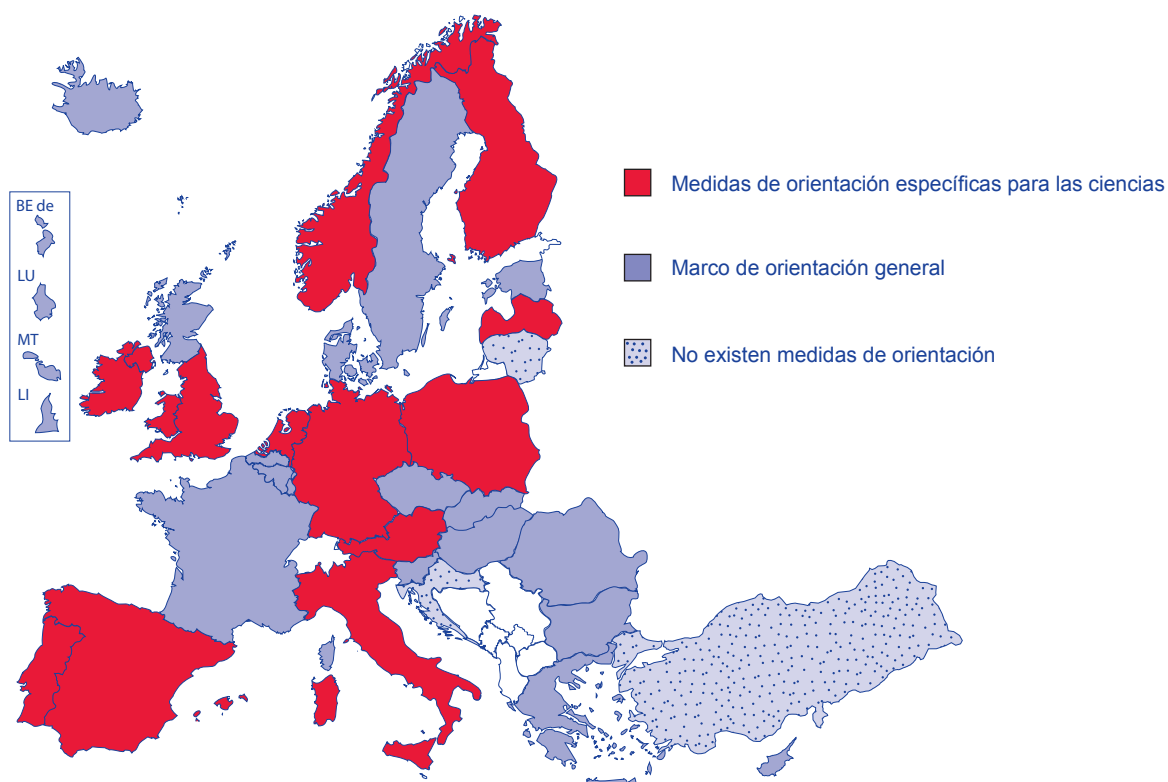 BE de
LU
MT
LI
Medidas de orientación específicas para las ciencias
Marco de orientación general
No existen medidas de orientación